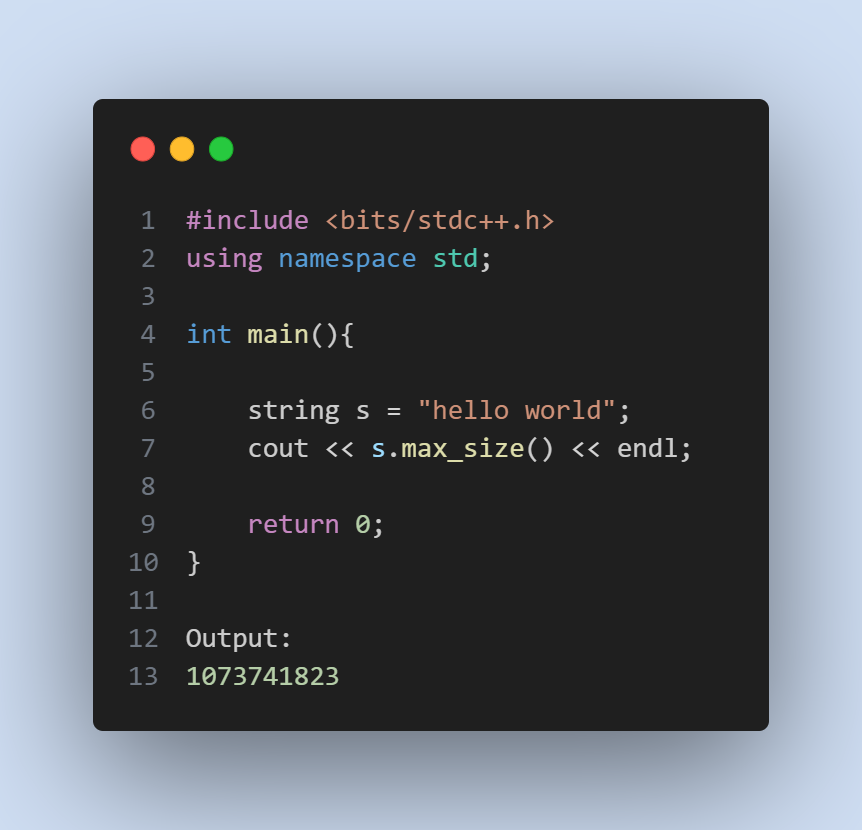 1 #include <bits/stdc++.h>
2 using namespace std;
3
4 int main(){
5
6     string s = "hello world";
7     cout << s.max_size() << endl;
8
9     return 0;
10 }
11
12 Output:
13 1073741823